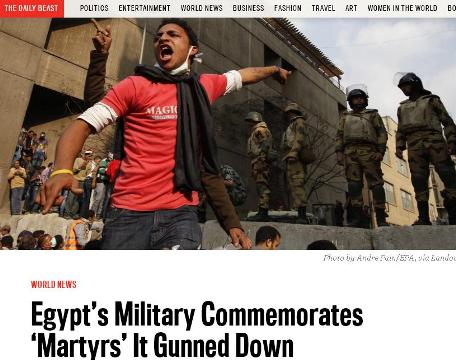 THE DAILY BEAST POLITICS ENTERTAINMENT WORLD NEWS BUSINESS FASHION TRAVEL ART WOMEN IN THE WORLD BO
MAGIC
Photo by Andre Pain/EPA, via Landov
WORLD NEWS
Egypt's Military Commemorates
'Martyrs' It Gunned Down